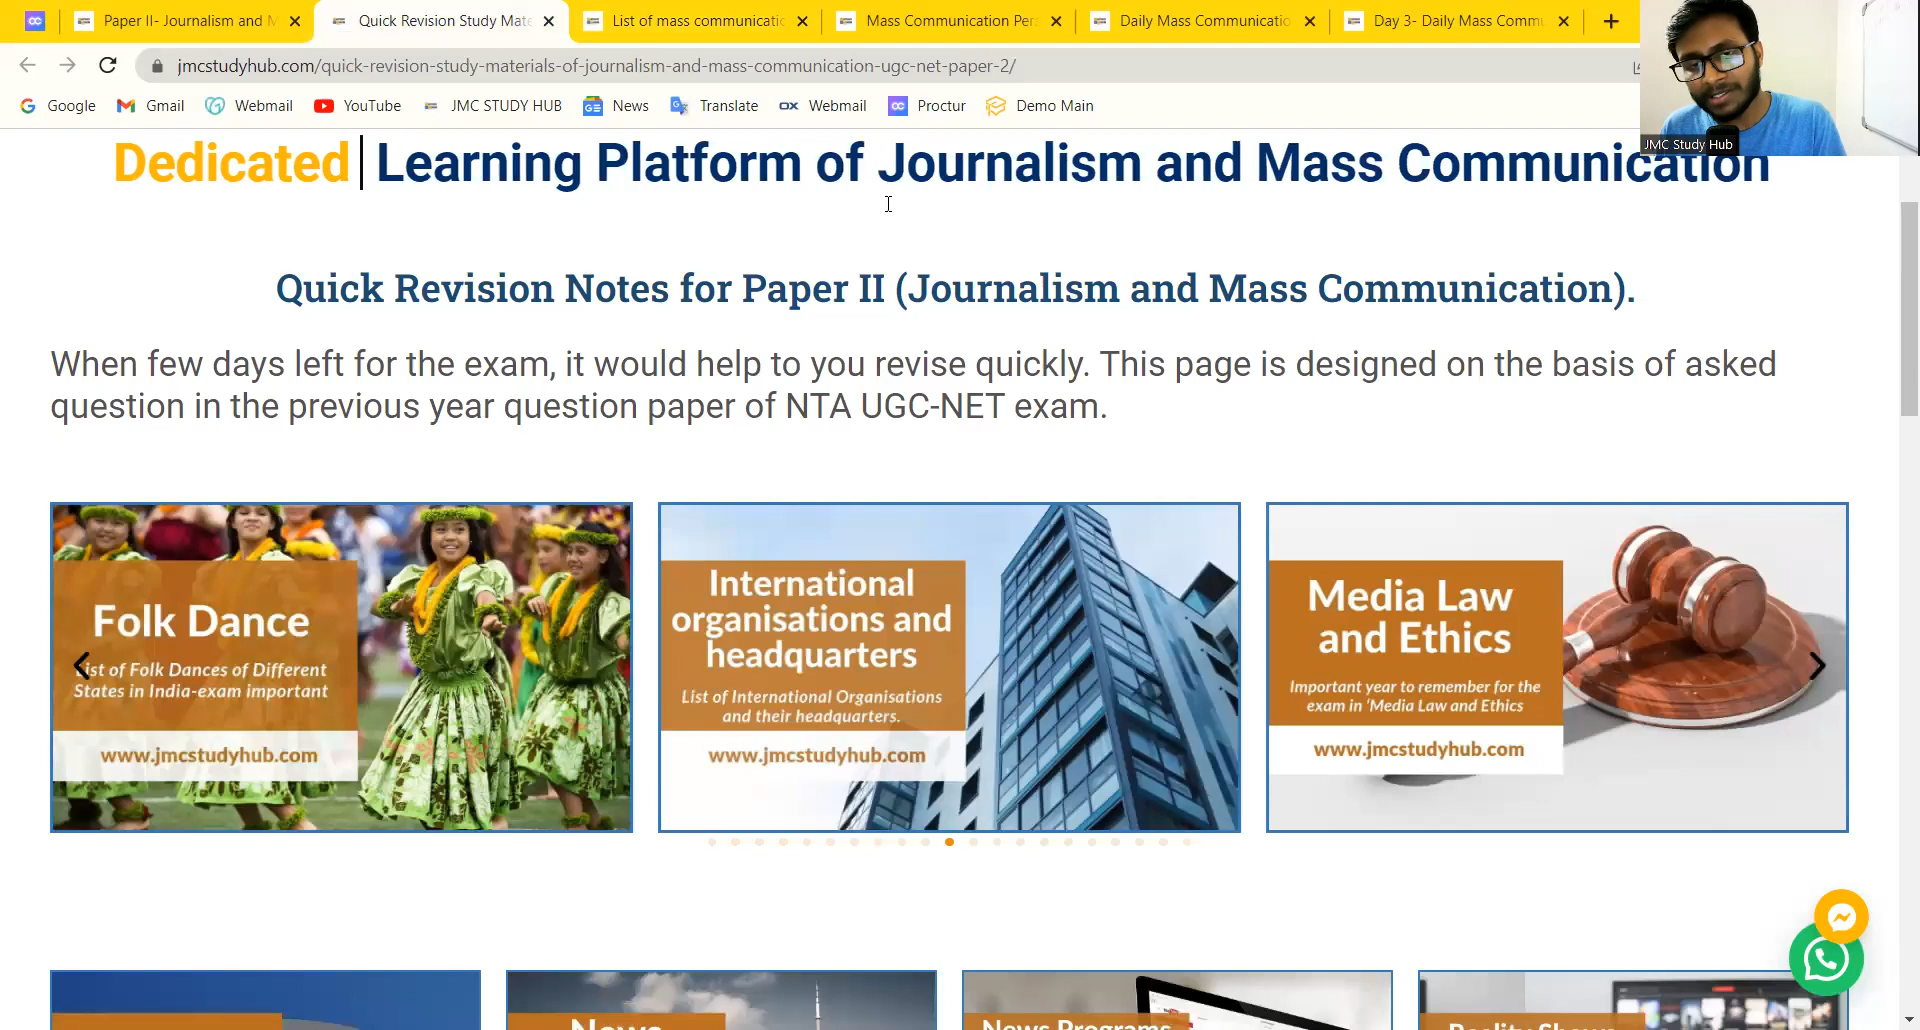 Paper II- Journalism and M
Quick Revision Study Mate
List of mass communicatic
Mass Communication Pers
Daily Mass Communicatio
Day 3- Daily Mass Commu
jmcstudyhub.com/quick-revision-study-materials-of-journalism-and-mass-communication-ugc-net-paper-2/
Google
Gmail
Webmail
YouTube
JMC STUDY HUB
News
Translate
Webmail
Proctur
Demo Main
JMC Study Hub
Dedicated Learning Platform of Journalism and Mass Communication
Quick Revision Notes for Paper II (Journalism and Mass Communication).
When few days left for the exam, it would help to you revise quickly. This page is designed on the basis of asked
question in the previous year question paper of NTA UGC-NET exam.
Folk Dance
List of Folk Dances of Different
States in India-exam important
www.jmcstudyhub.com
International
organisations and
headquarters
List of International Organisations
and their headquarters.
www.jmcstudyhub.com
Media Law
and Ethics
Important year to remember for the
exam in 'Media Law and Ethics
www.jmcstudyhub.com
News
News Programs
Reality Shows